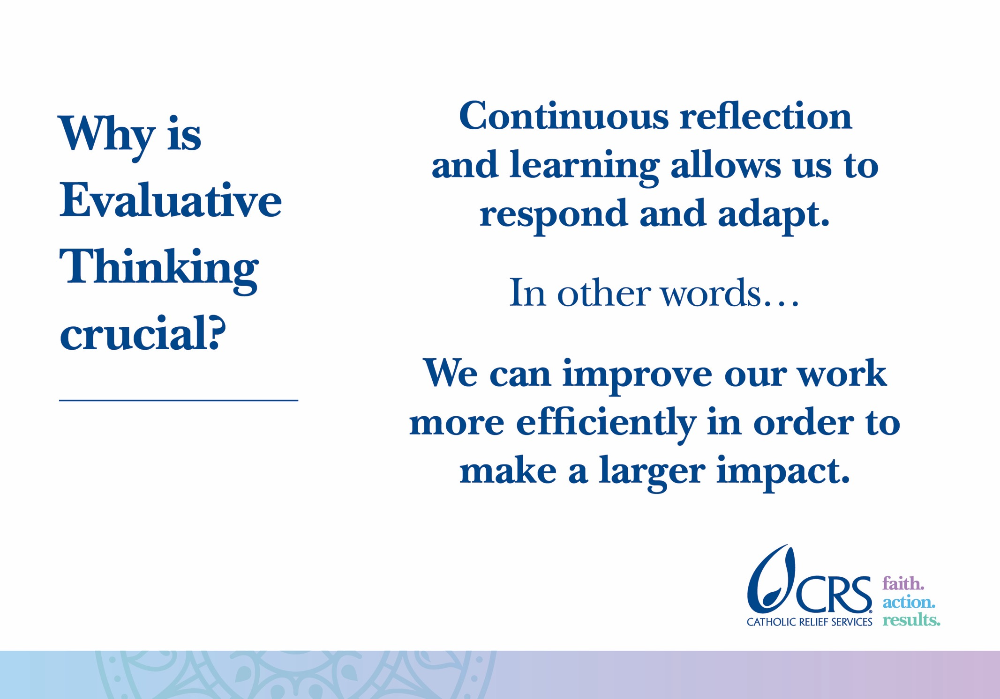 Why is
Evaluative
Thinking
crucial?
Continuous reflection
and learning allows us to
respond and adapt.
In other words…
We can improve our work
more efficiently in order to
make a larger impact.
CRS®
CATHOLIC RELIEF SERVICES
faith.
action.
results.